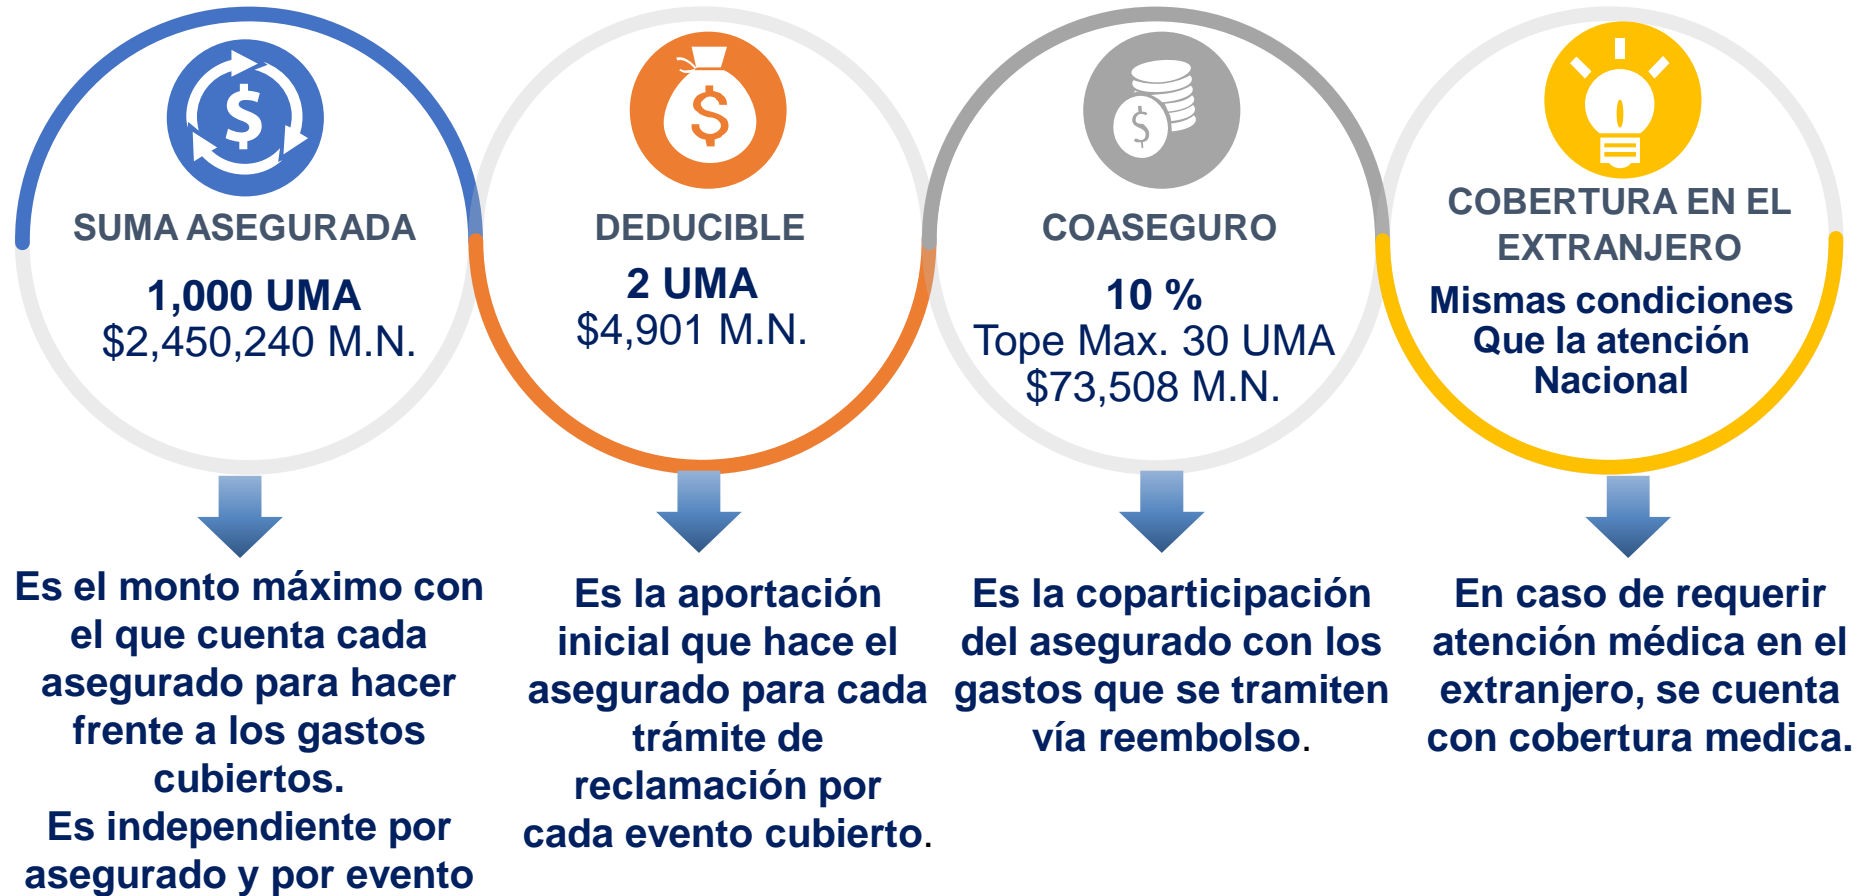 SUMA ASEGURADA
1,000 UMA
$2,450,240 M.N.
Es el monto máximo con
el que cuenta cada
asegurado para hacer
frente a los gastos
cubiertos.
Es independiente por
asegurado y por evento
DEDUCIBLE
2 UMA
$4,901 M.N.
Es la aportación
inicial que hace el
asegurado para cada
trámite de
reclamación por
cada evento cubierto.
COASEGURO
10 %
Tope Max. 30 UMA
$73,508 M.N.
Es la coparticipación
del asegurado con los
gastos que se tramiten
vía reembolso.
COBERTURA EN EL
EXTRANJERO
Mismas condiciones
Que la atención
Nacional
En caso de requerir
atención médica en el
extranjero, se cuenta
con cobertura medica.